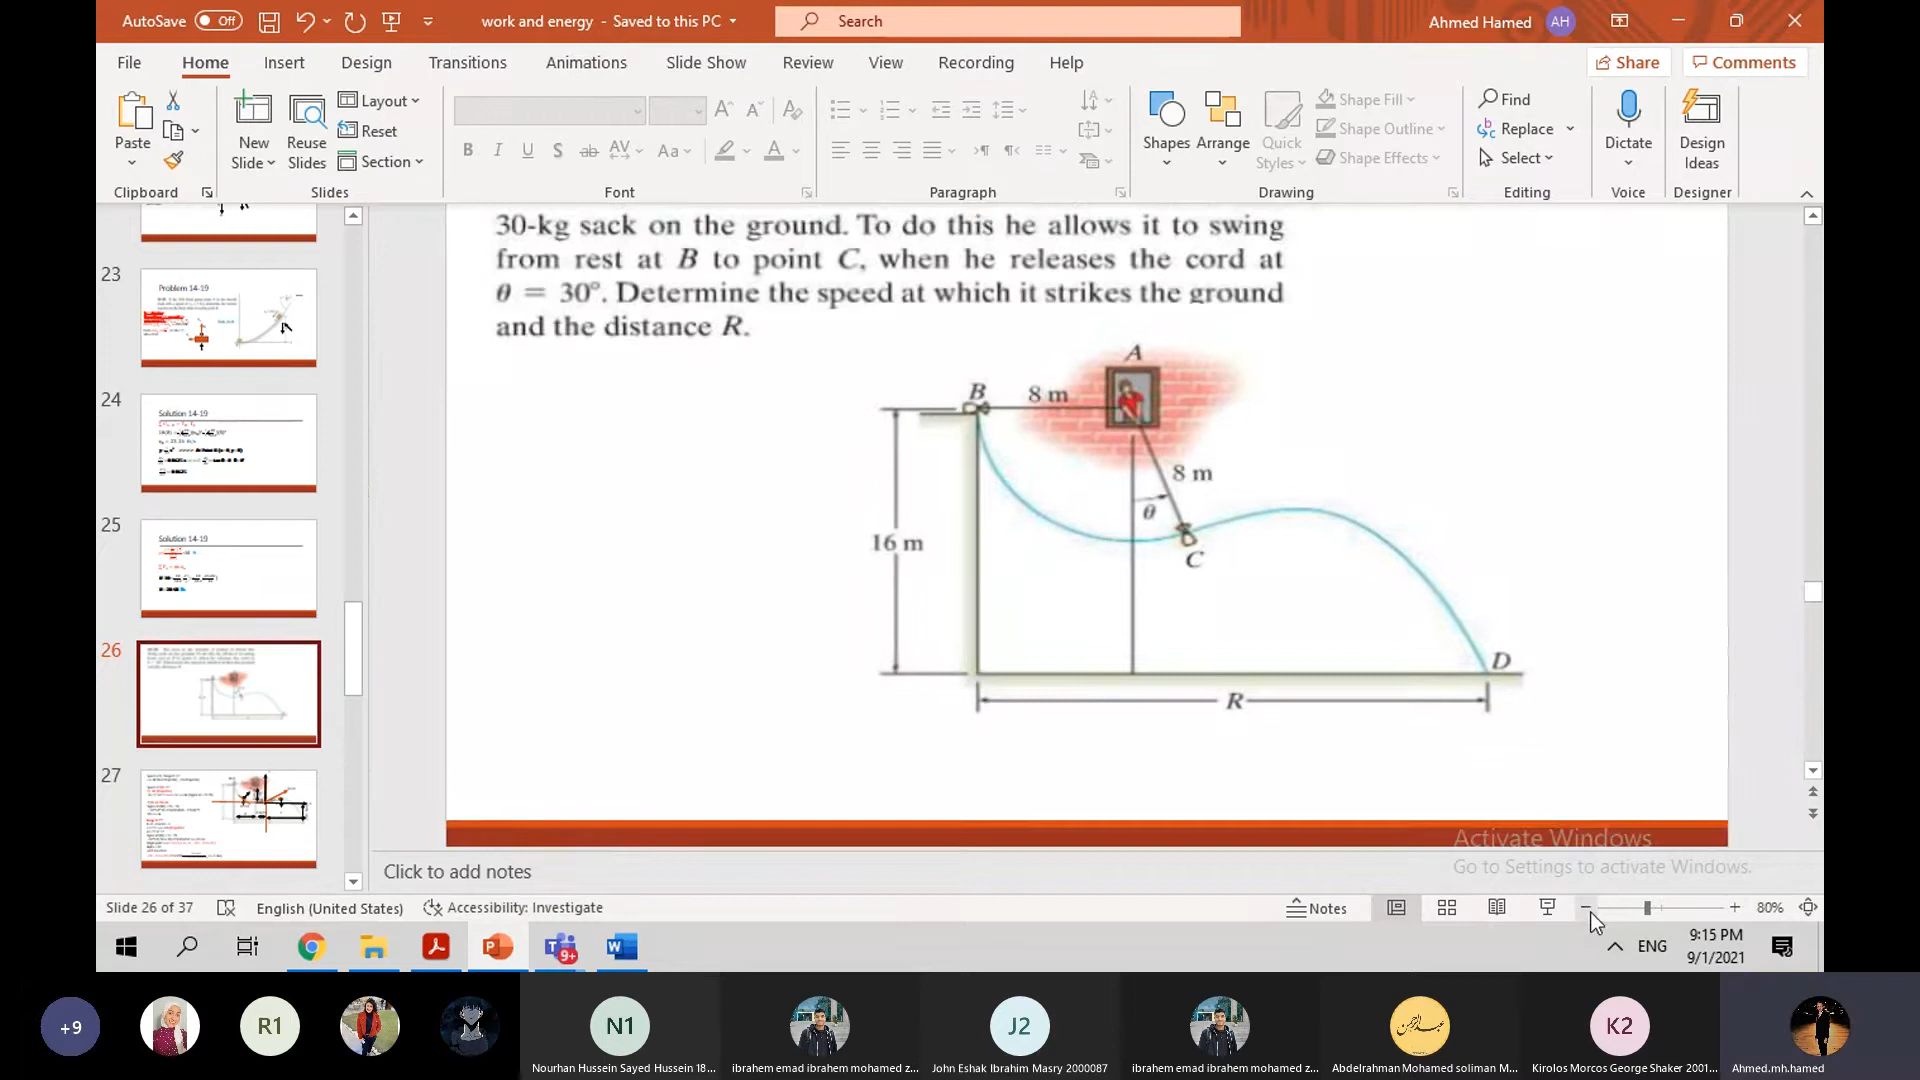 AutoSave Off work and energy - Saved to this PC Search Ahmed Hamed AH
File Home Insert Design Transitions Animations Slide Show Review View Recording Help Share Comments
Paste New Slide Reuse Slides Layout Reset Section
B I U S ab AV Aa A
Shapes Arrange Quick Styles Shape Fill Shape Outline Shape Effects
Find Replace Select Dictate Design Ideas
Clipboard Slides Font Paragraph Drawing Editing Voice Designer
23
Problem 14-19
24
Solution 14-19
25
Solution 14-19
26
27
30-kg sack on the ground. To do this he allows it to swing
from rest at B to point C, when he releases the cord at
θ = 30°. Determine the speed at which it strikes the ground
and the distance R.
A
B 8 m
8 m
θ
16 m
C
D
R
Activate Windows
Go to Settings to activate Windows.
Click to add notes
Slide 26 of 37 English (United States) Accessibility: Investigate Notes 80%
9+ ENG 9:15 PM
9/1/2021
+9 R1 N1 J2 K2
Nourhan Hussein Sayed Hussein 18... ibrahem emad ibrahem mohamed z... John Eshak Ibrahim Masry 2000087 ibrahem emad ibrahem mohamed z... Abdelrahman Mohamed soliman M... Kirolos Morcos George Shaker 2001... Ahmed.mh.hamed